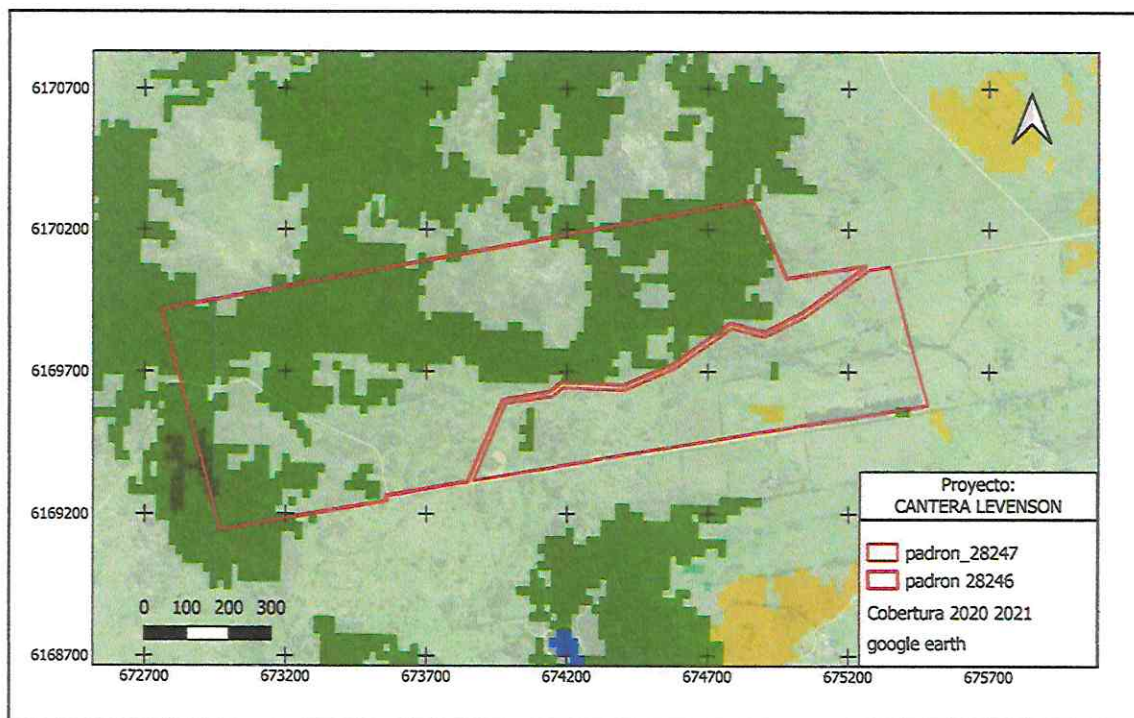 6170700
6170200
6169700
6169200
6168700
672700
673200
673700
674200
674700
675200
675700
0 100 200 300
Proyecto:
CANTERA LEVENSON
padron_28247
padron 28246
Cobertura 2020 2021
google earth